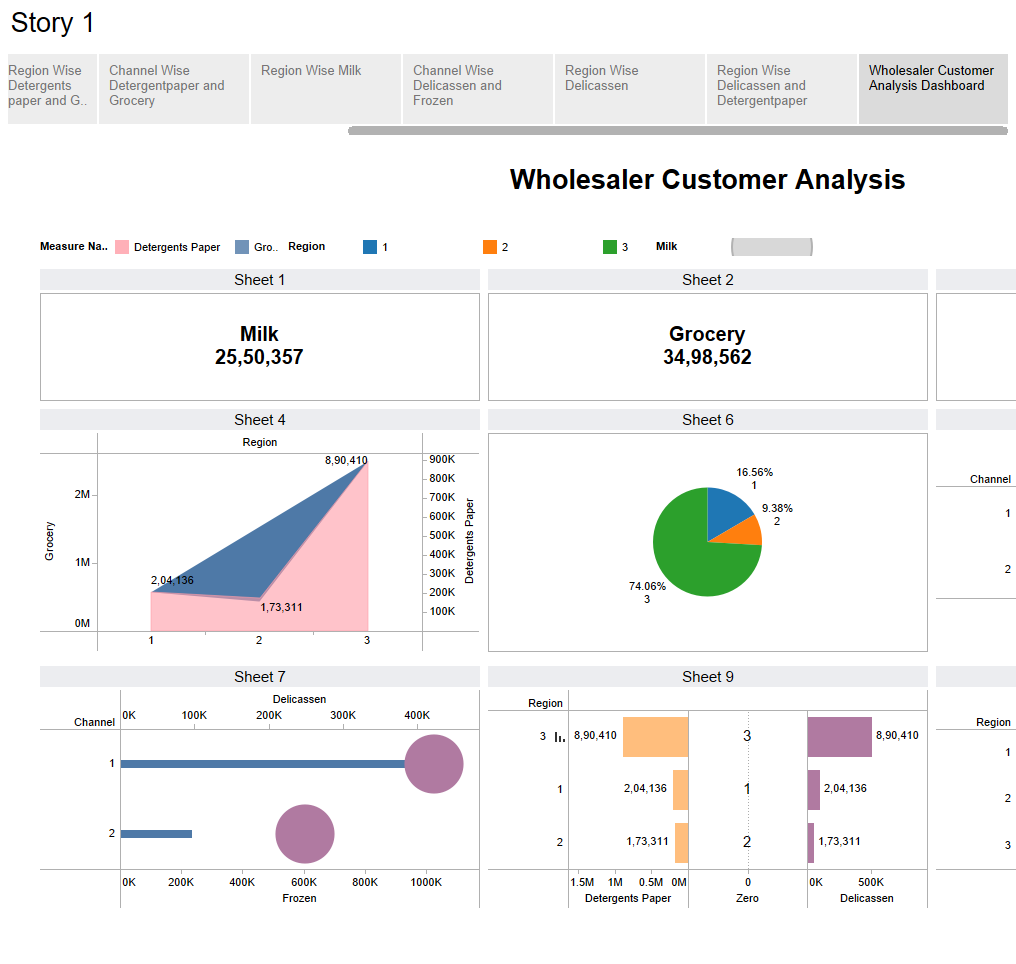 Story 1
Region Wise
Detergents
paper and G..
Channel Wise
Detergentpaper and
Grocery
Region Wise Milk
Channel Wise
Delicassen and
Frozen
Region Wise
Delicassen
Region Wise
Delicassen and
Detergentpaper
Wholesaler Customer
Analysis Dashboard
Wholesaler Customer Analysis
Measure Na.. Detergents Paper Gro.. Region 1 2 3 Milk
Sheet 1
Milk
25,50,357
Sheet 2
Grocery
34,98,562
Sheet 4
Region
8,90,410
2,04,136
1,73,311
Grocery
2M
1M
0M
900K
800K
700K
600K
500K
400K
300K
200K
100K
Detergents Paper
1 2 3
Sheet 6
16.56%
1
9.38%
2
74.06%
3
Channel
1
2
Sheet 7
Delicassen
Channel 0K 100K 200K 300K 400K
1
2
0K 200K 400K 600K 800K 1000K
Frozen
Sheet 9
Region
3 8,90,410 3 8,90,410
1 2,04,136 1 2,04,136
2 1,73,311 2 1,73,311
1.5M 1M 0.5M 0M 0 0K 500K
Detergents Paper Zero Delicassen
Region
1
2
3